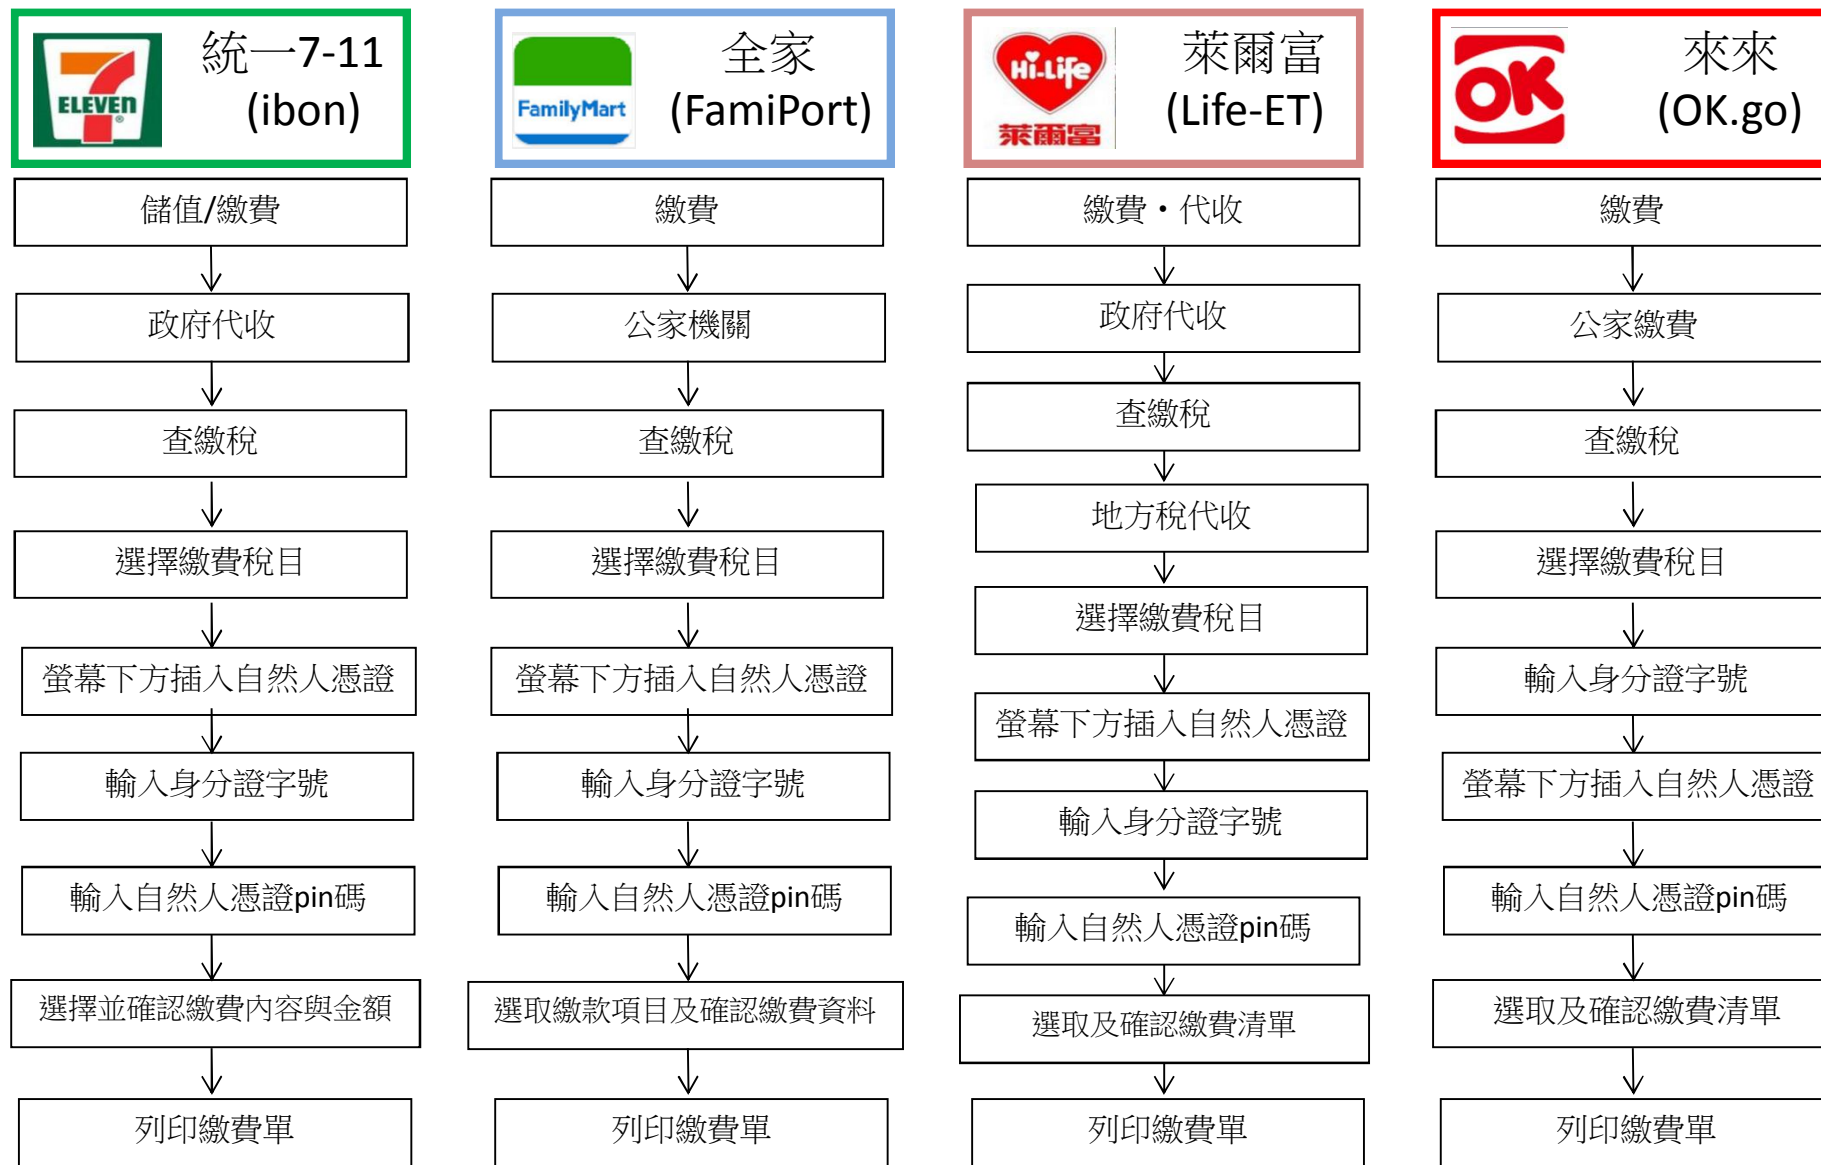 7
ELEVEn
®
統一7-11
(ibon)
儲值/繳費
政府代收
查繳稅
選擇繳費稅目
螢幕下方插入自然人憑證
輸入身分證字號
輸入自然人憑證pin碼
選擇並確認繳費內容與金額
列印繳費單
FamilyMart
全家
(FamiPort)
繳費
公家機關
查繳稅
選擇繳費稅目
螢幕下方插入自然人憑證
輸入身分證字號
輸入自然人憑證pin碼
選取繳款項目及確認繳費資料
列印繳費單
Hi-Life
萊爾富
萊爾富
(Life-ET)
繳費・代收
政府代收
查繳稅
地方稅代收
選擇繳費稅目
螢幕下方插入自然人憑證
輸入身分證字號
輸入自然人憑證pin碼
選取及確認繳費清單
列印繳費單
OK
來來
(OK.go)
繳費
公家繳費
查繳稅
選擇繳費稅目
輸入身分證字號
螢幕下方插入自然人憑證
輸入自然人憑證pin碼
選取及確認繳費清單
列印繳費單